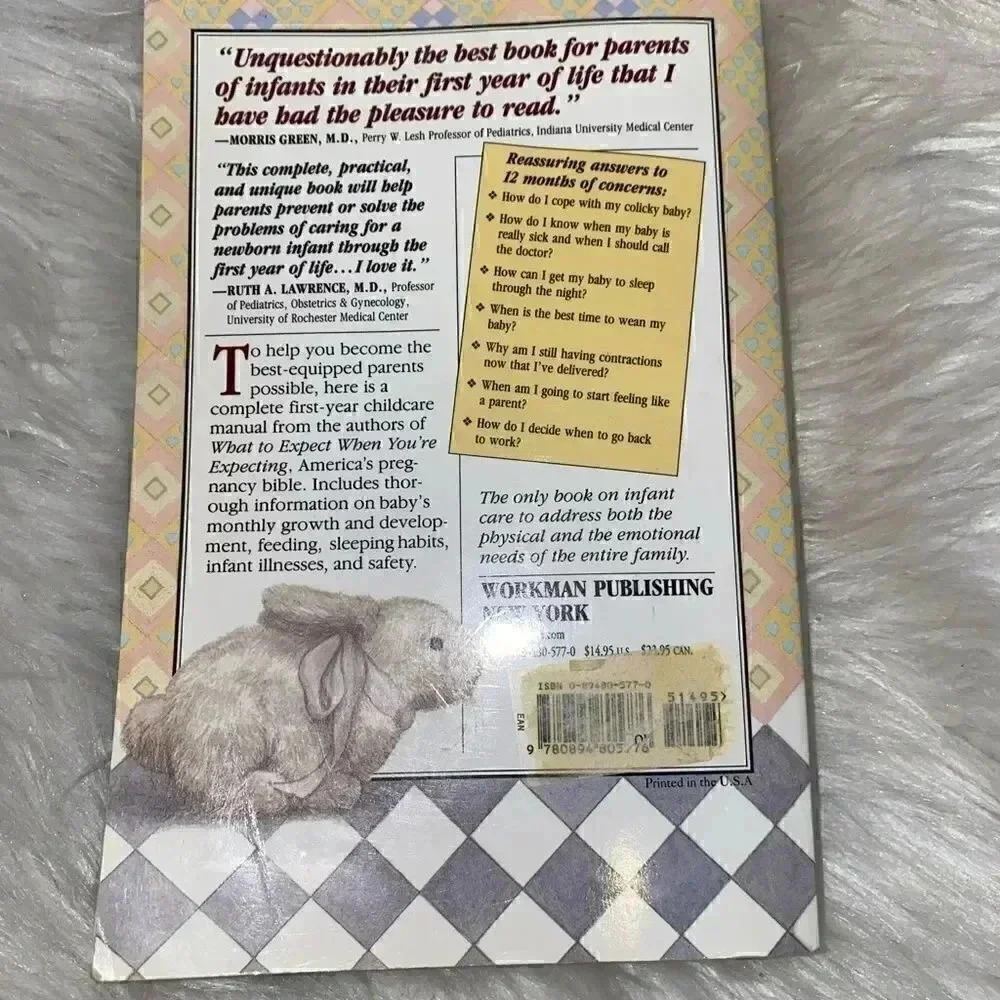 “Unquestionably the best book for parents
of infants in their first year of life that I
have had the pleasure to read.”
—MORRIS GREEN, M.D., Perry W. Lesh Professor of Pediatrics, Indiana University Medical Center
“This complete, practical,
and unique book will help
parents prevent or solve the
problems of caring for a
newborn infant through the
first year of life...I love it.”
—RUTH A. LAWRENCE, M.D., Professor
of Pediatrics, Obstetrics & Gynecology,
University of Rochester Medical Center
To help you become the
best-equipped parents
possible, here is a
complete first-year childcare
manual from the authors of
What to Expect When You're
Expecting, America's preg-
nancy bible. Includes thor-
ough information on baby's
monthly growth and develop-
ment, feeding, sleeping habits,
infant illnesses, and safety.
Reassuring answers to
12 months of concerns:
❖ How do I cope with my colicky baby?
❖ How do I know when my baby is
really sick and when I should call
the doctor?
❖ How can I get my baby to sleep
through the night?
❖ When is the best time to wean my
baby?
❖ Why am I still having contractions
now that I've delivered?
❖ When am I going to start feeling like
a parent?
❖ How do I decide when to go back
to work?
The only book on infant
care to address both the
physical and the emotional
needs of the entire family.
WORKMAN PUBLISHING
NEW YORK
.com
-577-0 $14.95 U.S. CAN.
ISBN 0-89480-577-0
51495>
EAN
9 780894 805776
Printed in the U.S.A